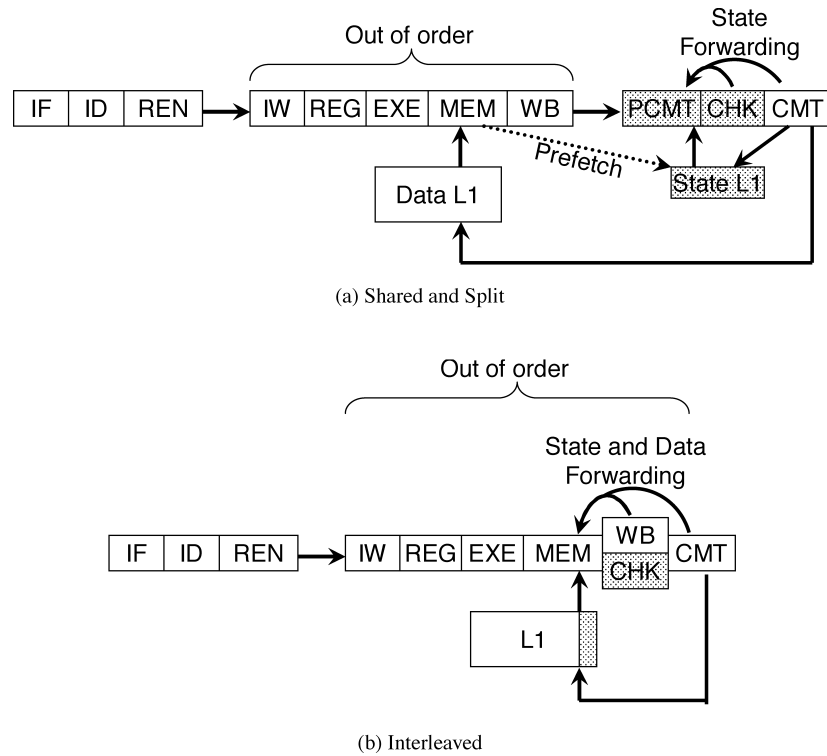 Out of order
State
Forwarding
IF ID REN IW REG EXE MEM WB PCMT CHK CMT
Prefetch
Data L1
State L1
(a) Shared and Split
Out of order
State and Data
Forwarding
WB
IF ID REN IW REG EXE MEM CMT
CHK
L1
(b) Interleaved